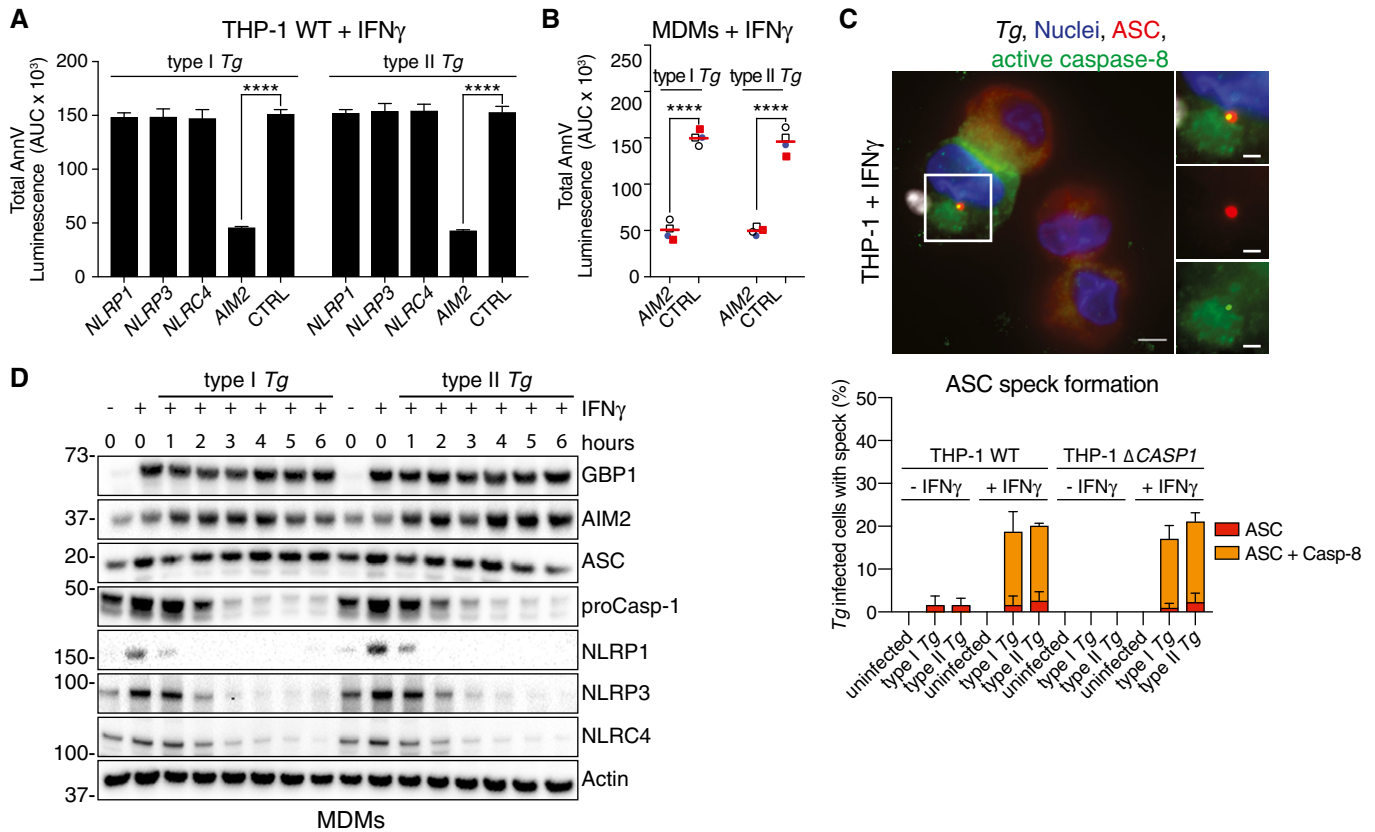 A
THP-1 WT + IFNγ
type I Tg
type II Tg
****
****
Total AnnV
Luminescence (AUC x 10³)
200
150
100
50
0
NLRP1
NLRP3
NLRC4
AIM2
CTRL
NLRP1
NLRP3
NLRC4
AIM2
CTRL
B
MDMs + IFNγ
type I Tg
type II Tg
****
****
Total AnnV
Luminescence (AUC x 10³)
250
200
150
100
50
0
AIM2
CTRL
AIM2
CTRL
C
Tg, Nuclei, ASC,
active caspase-8
THP-1 + IFNγ
ASC speck formation
Tg infected cells with speck (%)
50
40
30
20
10
0
THP-1 WT
THP-1 ΔCASP1
- IFNγ
+ IFNγ
- IFNγ
+ IFNγ
ASC
ASC + Casp-8
uninfected
type I Tg
type II Tg
uninfected
type I Tg
type II Tg
uninfected
type I Tg
type II Tg
uninfected
type I Tg
type II Tg
D
type I Tg
type II Tg
- + + + + + + + - + + + + + + + IFNγ
0 0 1 2 3 4 5 6 0 0 1 2 3 4 5 6 hours
73-
GBP1
37-
AIM2
20-
ASC
50-
proCasp-1
150-
NLRP1
100-
NLRP3
100-
NLRC4
37-
Actin
MDMs